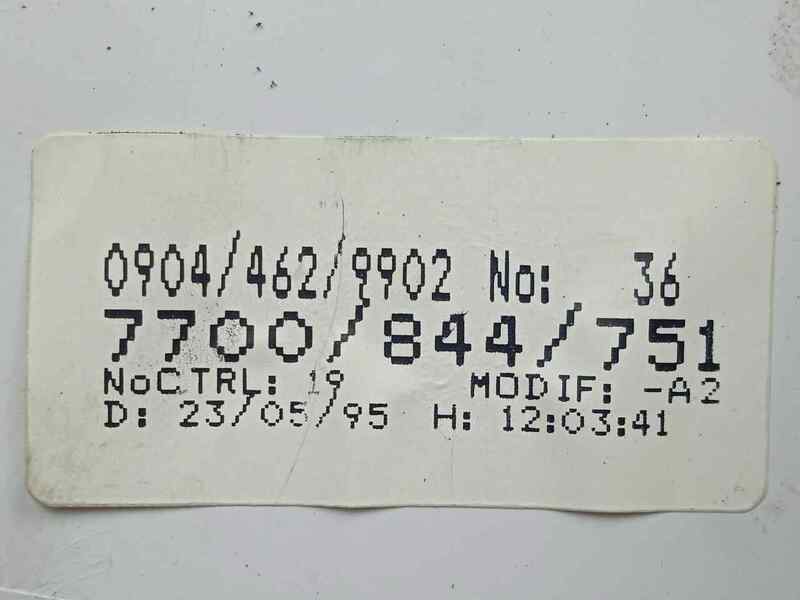 0904/462/9902 No: 36
7700/844/751
NoCTRL: 19 MODIF: -A2
D: 23/05/95 H: 12:03:41